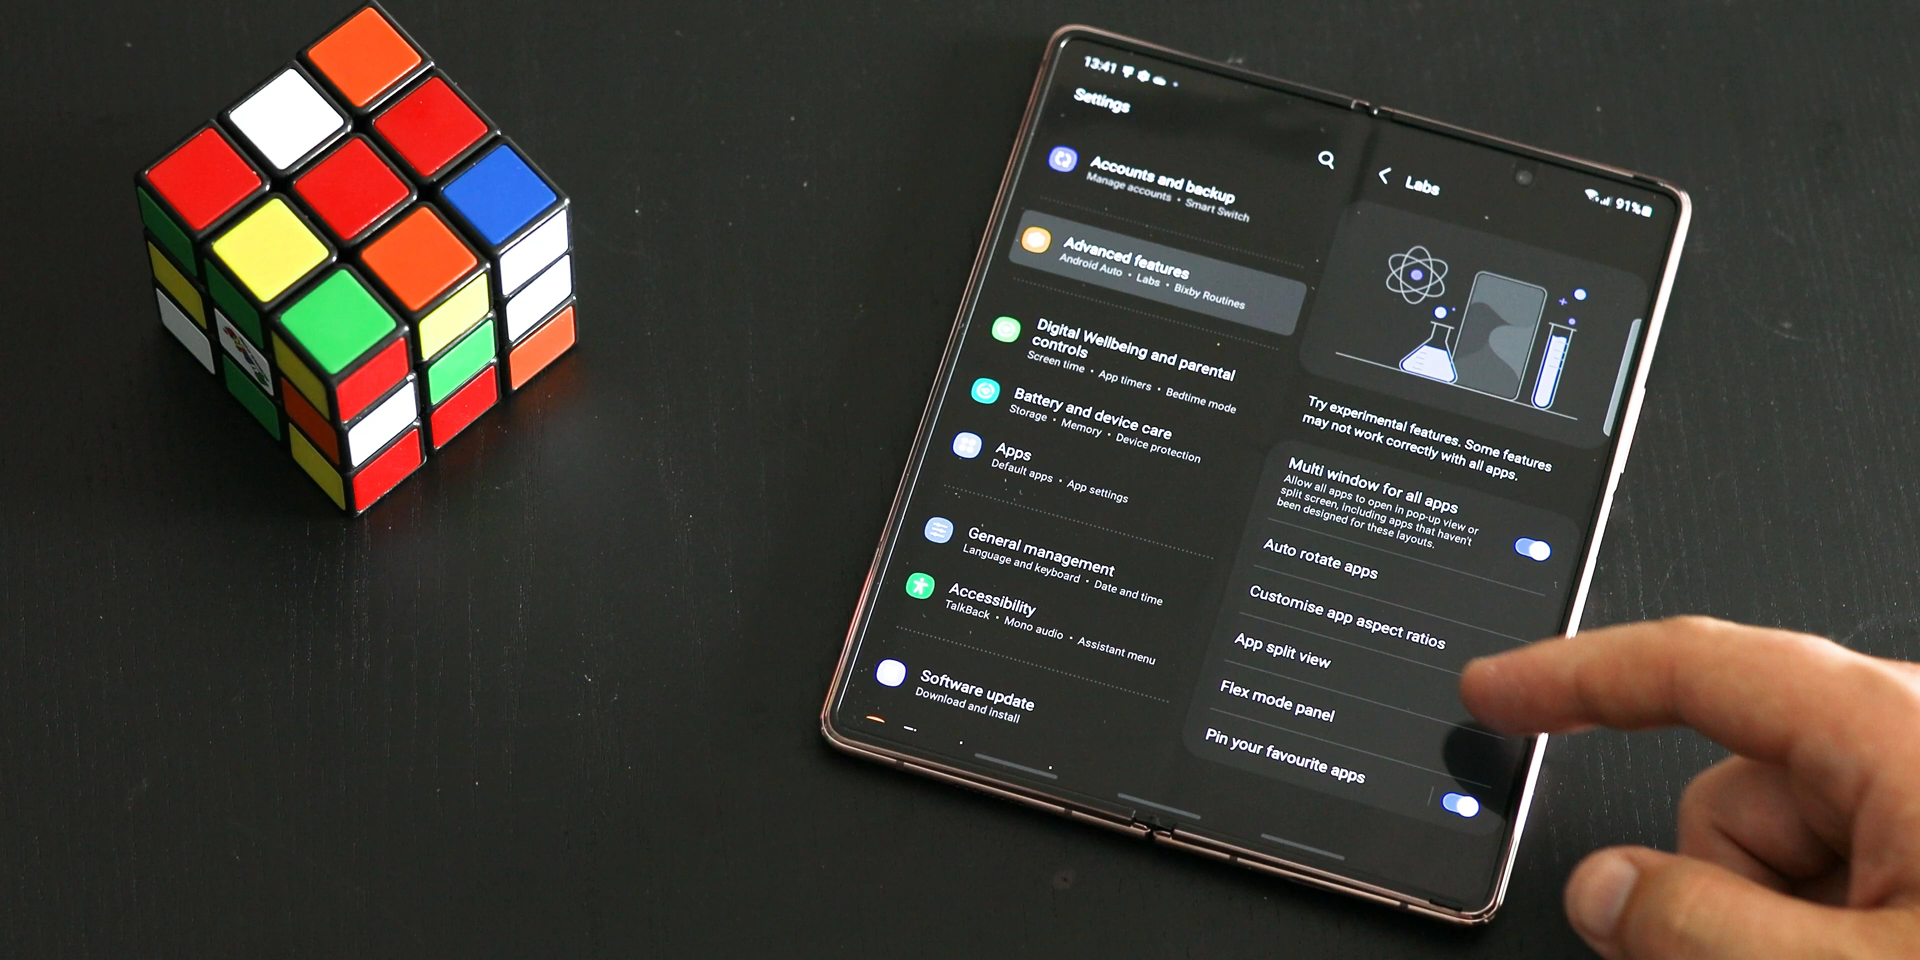 13:41
Settings
Accounts and backup
Manage accounts • Smart Switch
Advanced features
Android Auto • Labs • Bixby Routines
Digital Wellbeing and parental
controls
Screen time • App timers • Bedtime mode
Battery and device care
Storage • Memory • Device protection
Apps
Default apps • App settings
General management
Language and keyboard • Date and time
Accessibility
TalkBack • Mono audio • Assistant menu
Software update
Download and install
91%
Labs
Try experimental features. Some features
may not work correctly with all apps.
Multi window for all apps
Allow all apps to open in pop-up view or
split screen, including apps that haven't
been designed for these layouts.
Auto rotate apps
Customise app aspect ratios
App split view
Flex mode panel
Pin your favourite apps